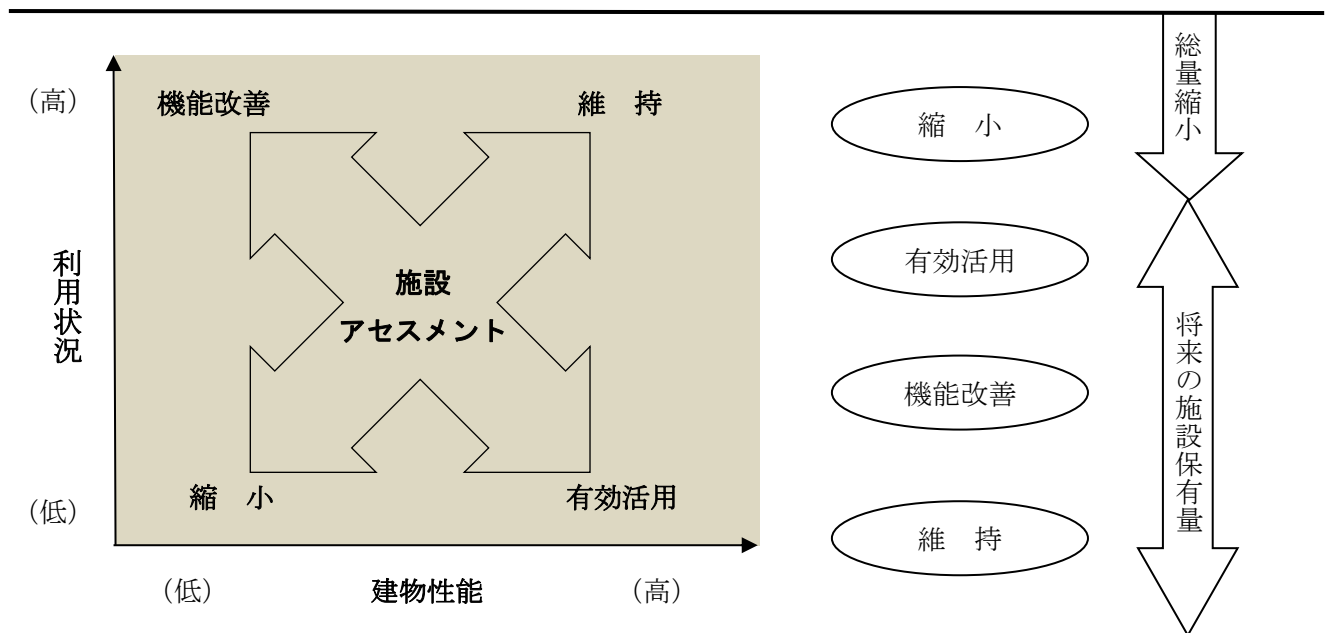 （高）
機能改善
維　持
利用状況
施設
アセスメント
縮　小
有効活用
（低）
（低）
建物性能
（高）
縮　小
有効活用
機能改善
維　持
総量縮小
将来の施設保有量